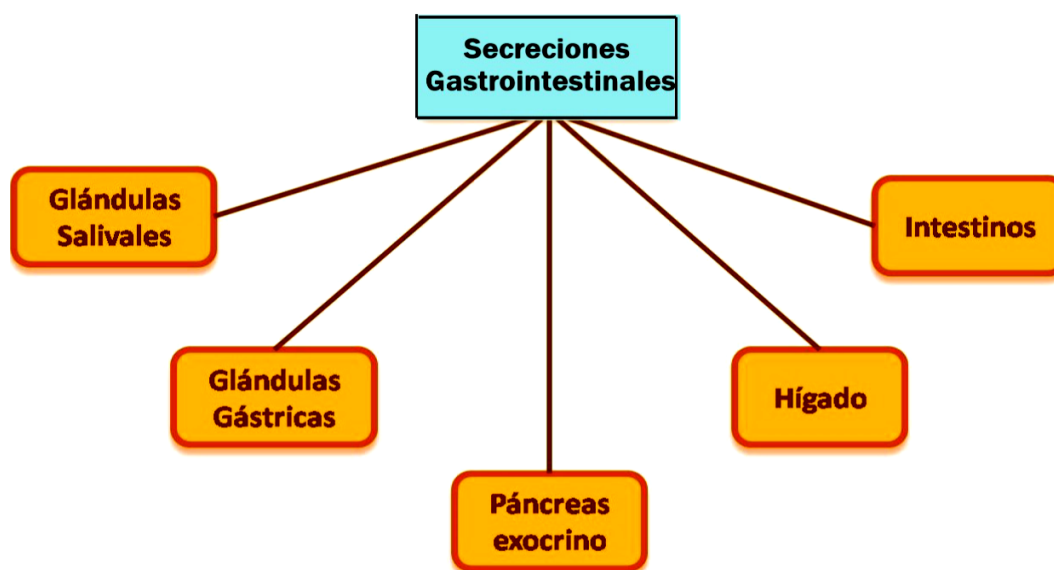 Secreciones
Gastrointestinales
Glándulas
Salivales
Intestinos
Glándulas
Gástricas
Hígado
Páncreas
exocrino